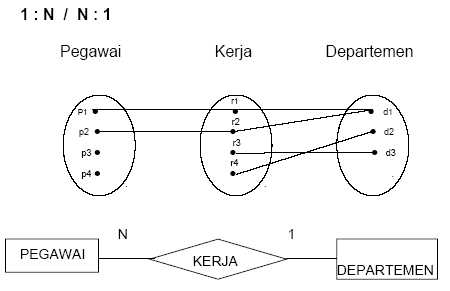 1 : N / N : 1
Pegawai Kerja Departemen
r1
P1 d1
r2
p2 d2
r3
p3 d3
r4
p4
N 1
PEGAWAI KERJA DEPARTEMEN